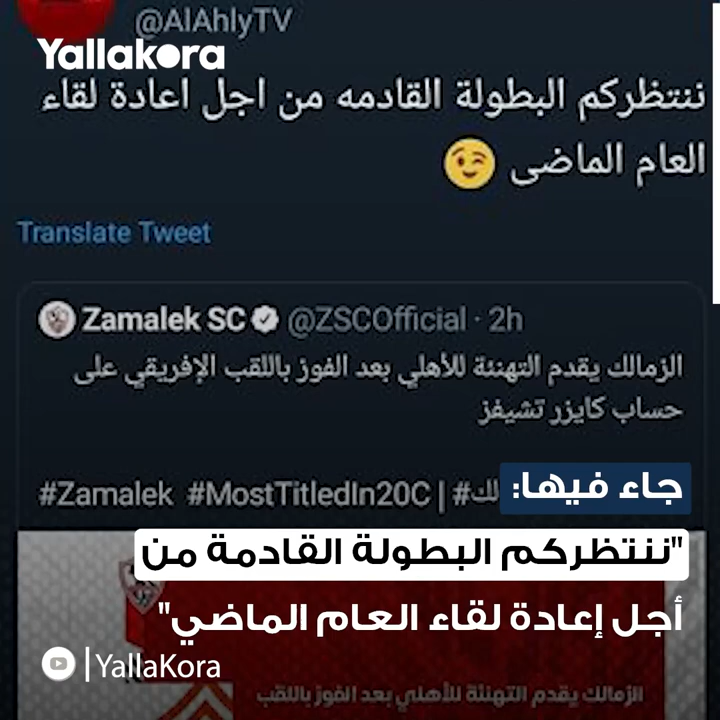 @AlAhlyTV
Yallakora
ننتظركم البطولة القادمه من اجل اعادة لقاء
العام الماضى 😉
Translate Tweet
Zamalek SC @ZSCOfficial · 2h
الزمالك يقدم التهنئة للأهلي بعد الفوز باللقب الإفريقي على
حساب كايزر تشيفز
#Zamalek #MostTitledIn20C | #
جاء فيها:
"ننتظركم البطولة القادمة من
أجل إعادة لقاء العام الماضي"
YallaKora
الزمالك يقدم التهنئة للأهلي بعد الفوز باللقب